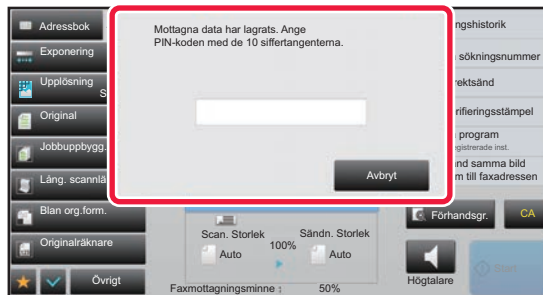 Adressbok
Exponering
Upplösning
S
Original
Jobbuppbygg.
Lång. scannlä
Blan org.form.
Originalräknare
Övrigt
Mottagna data har lagrats. Ange
PIN-koden med de 10 siffertangenterna.
Avbryt
ngshistorik
sökningsnummer
rektsänd
rifieringsstämpel
program
egistrerade inst.
nd samma bild
m till faxadressen
Förhandsgr.
CA
Scan. Storlek
100%
Sändn. Storlek
Auto
Auto
Högtalare
Start
Faxmottagningsminne :
50%